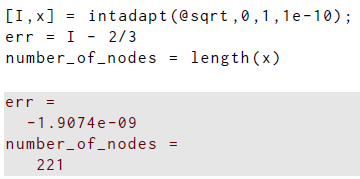 [I,x] = intadapt(@sqrt,0,1,1e-10);
err = I - 2/3
number_of_nodes = length(x)
err =
-1.9074e-09
number_of_nodes =
221